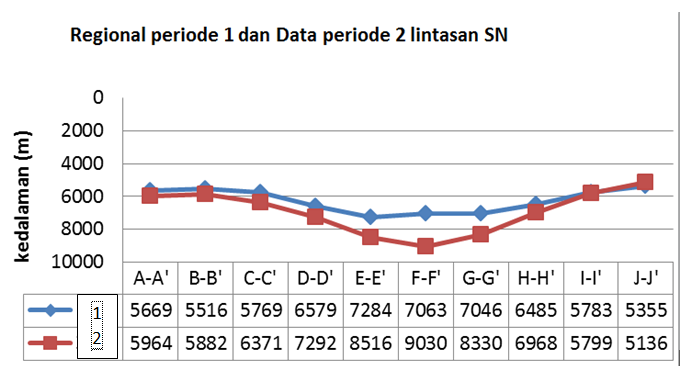 Regional periode 1 dan Data periode 2 lintasan SN
kedalaman (m)
0
2000
4000
6000
8000
10000
A-A' B-B' C-C' D-D' E-E' F-F' G-G' H-H' I-I' J-J'
1 5669 5516 5769 6579 7284 7063 7046 6485 5783 5355
2 5964 5882 6371 7292 8516 9030 8330 6968 5799 5136